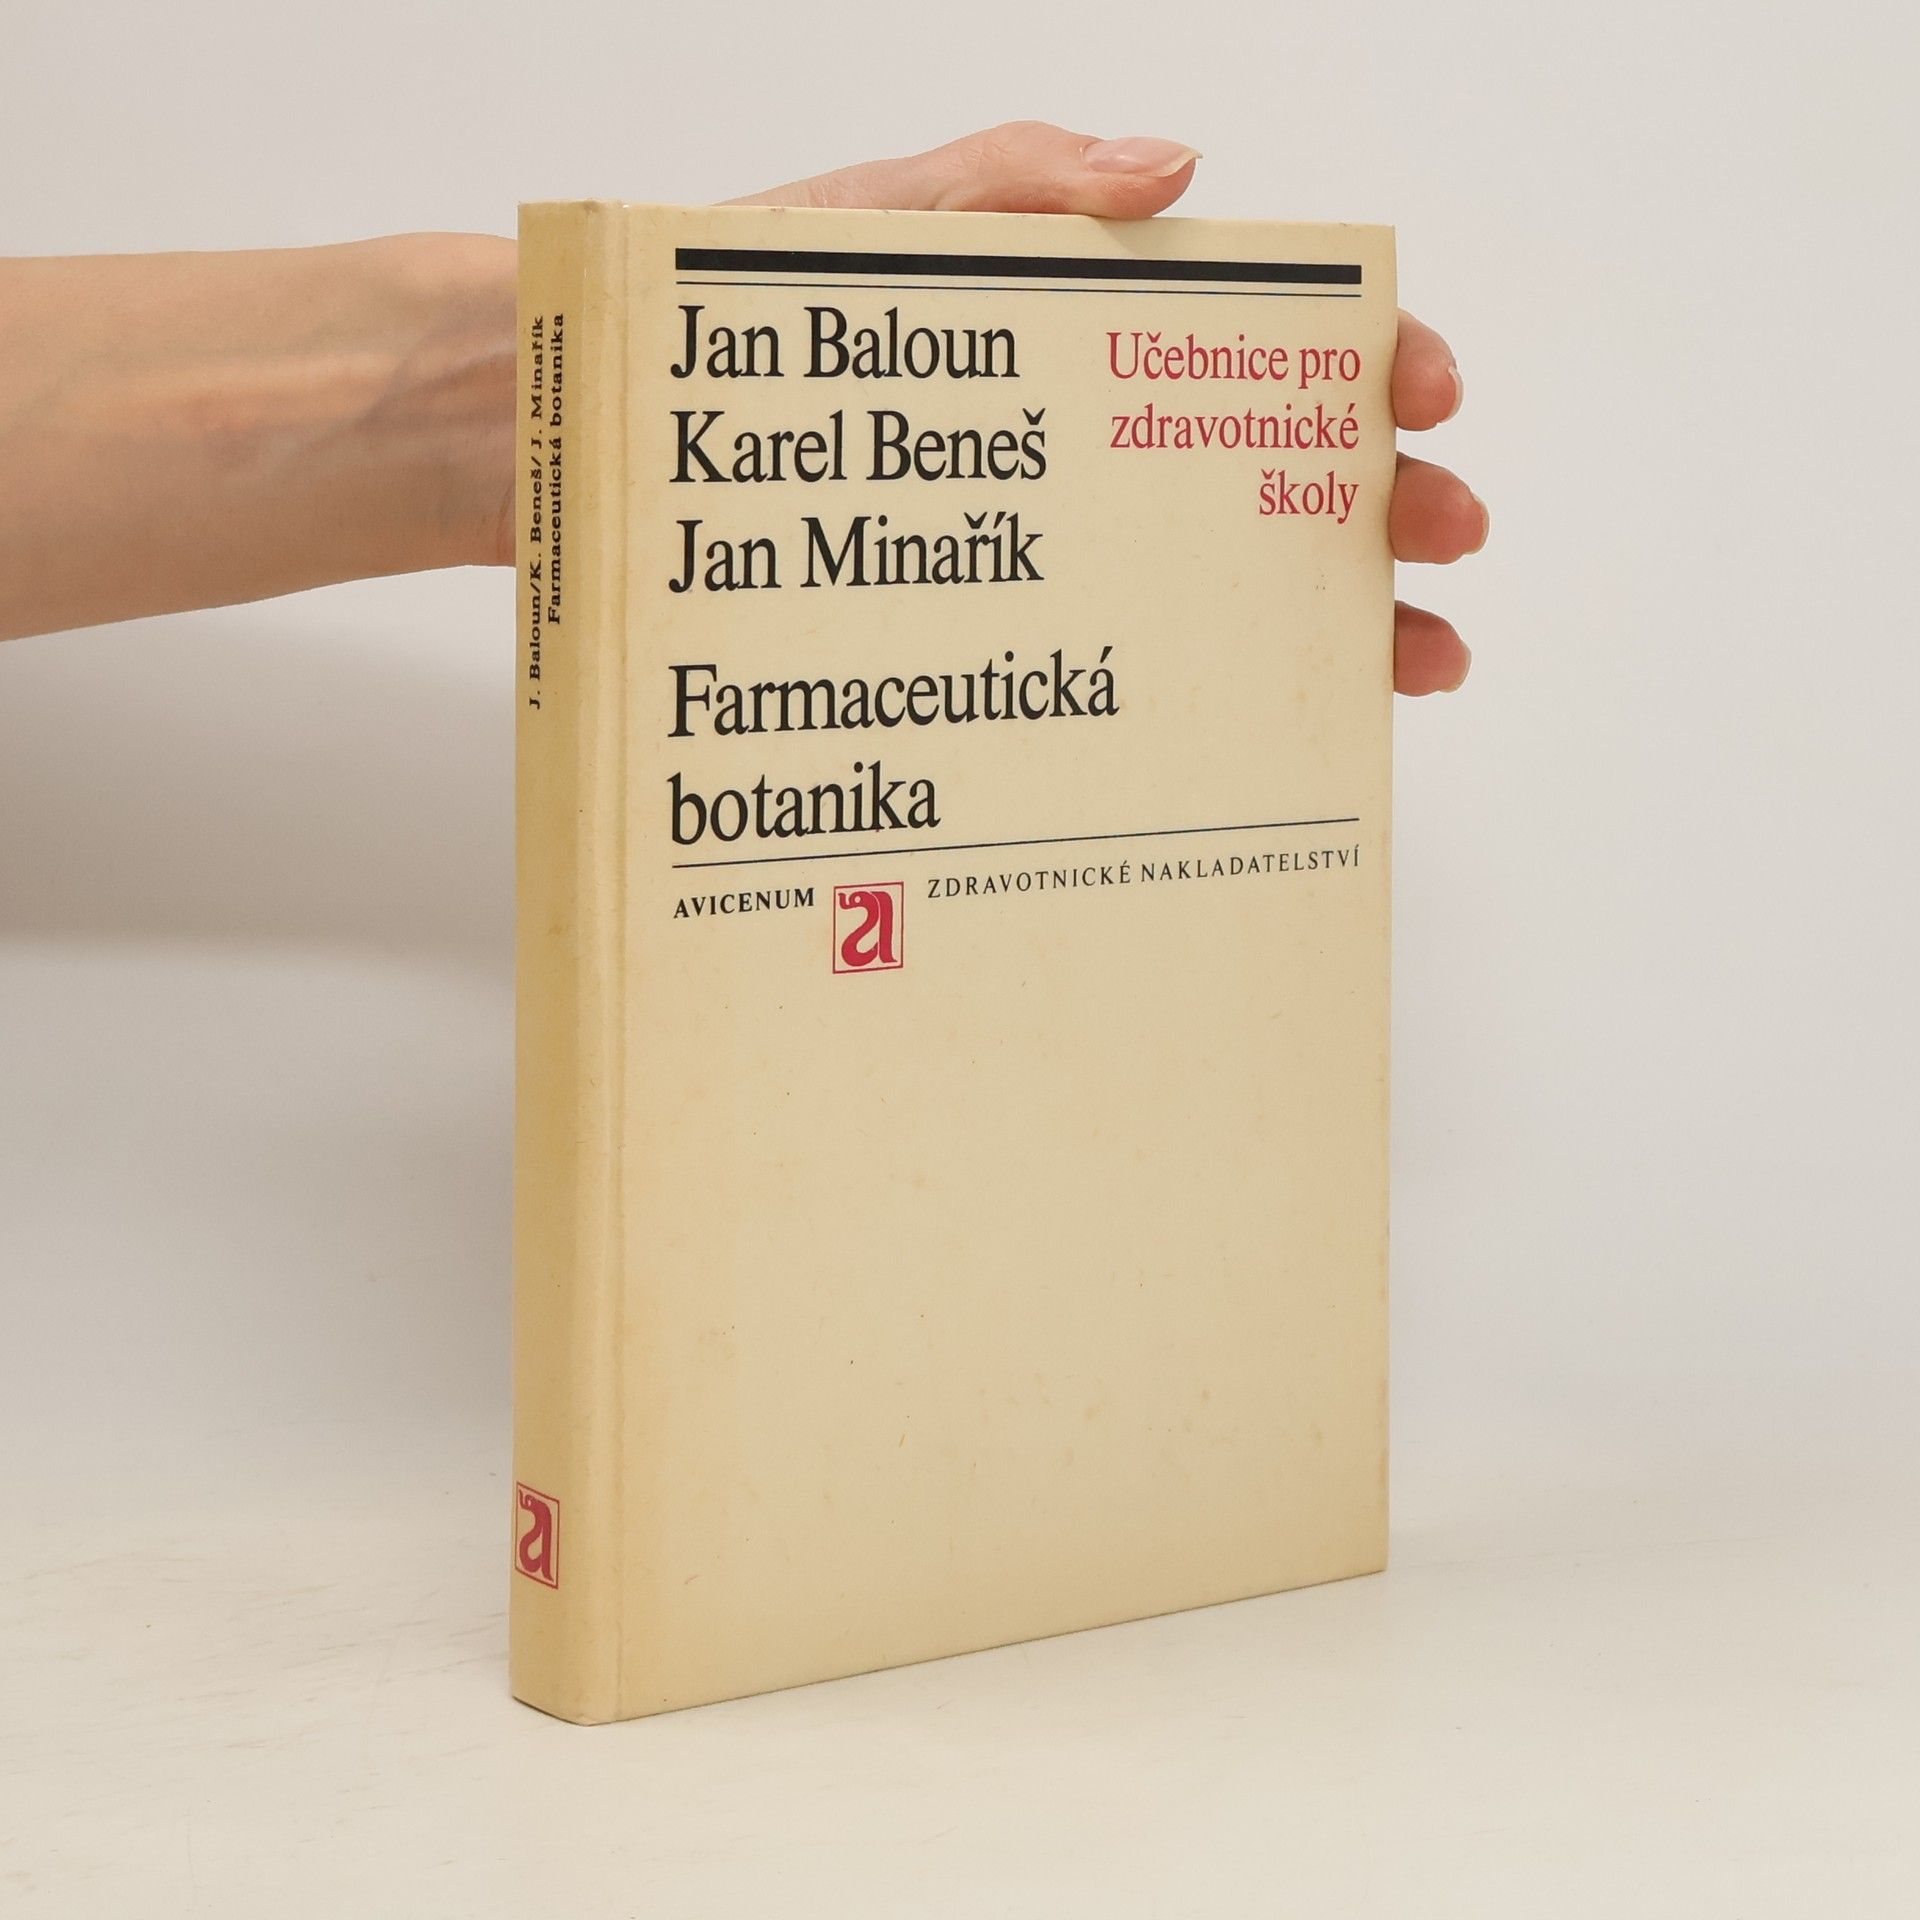 J. Baloun/K. Beneš/ J. Minařík
Farmaceutická botanika
Jan Baloun
Karel Beneš
Jan Minařík
Učebnice pro
zdravotnické
školy
Farmaceutická
botanika
AVICENUM a ZDRAVOTNICKÉ NAKLADATELSTVÍ
a